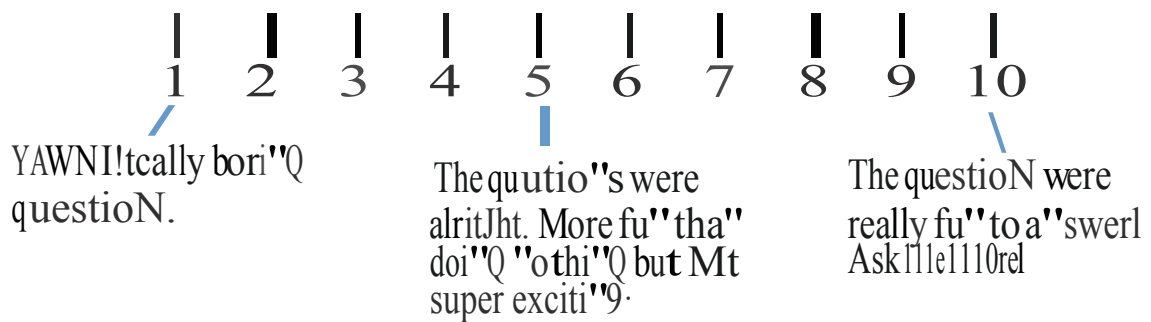 1 2 3 4 5 6 7 8 9 10
YAWNI!tcally bori"Q
questioN.
The quutio"s were
alritJht. More fu" tha"
doi"Q "othi"Q but Mt
super exciti"9·
The questioN were
really fu" to a"swerl
Ask l11e1110rel